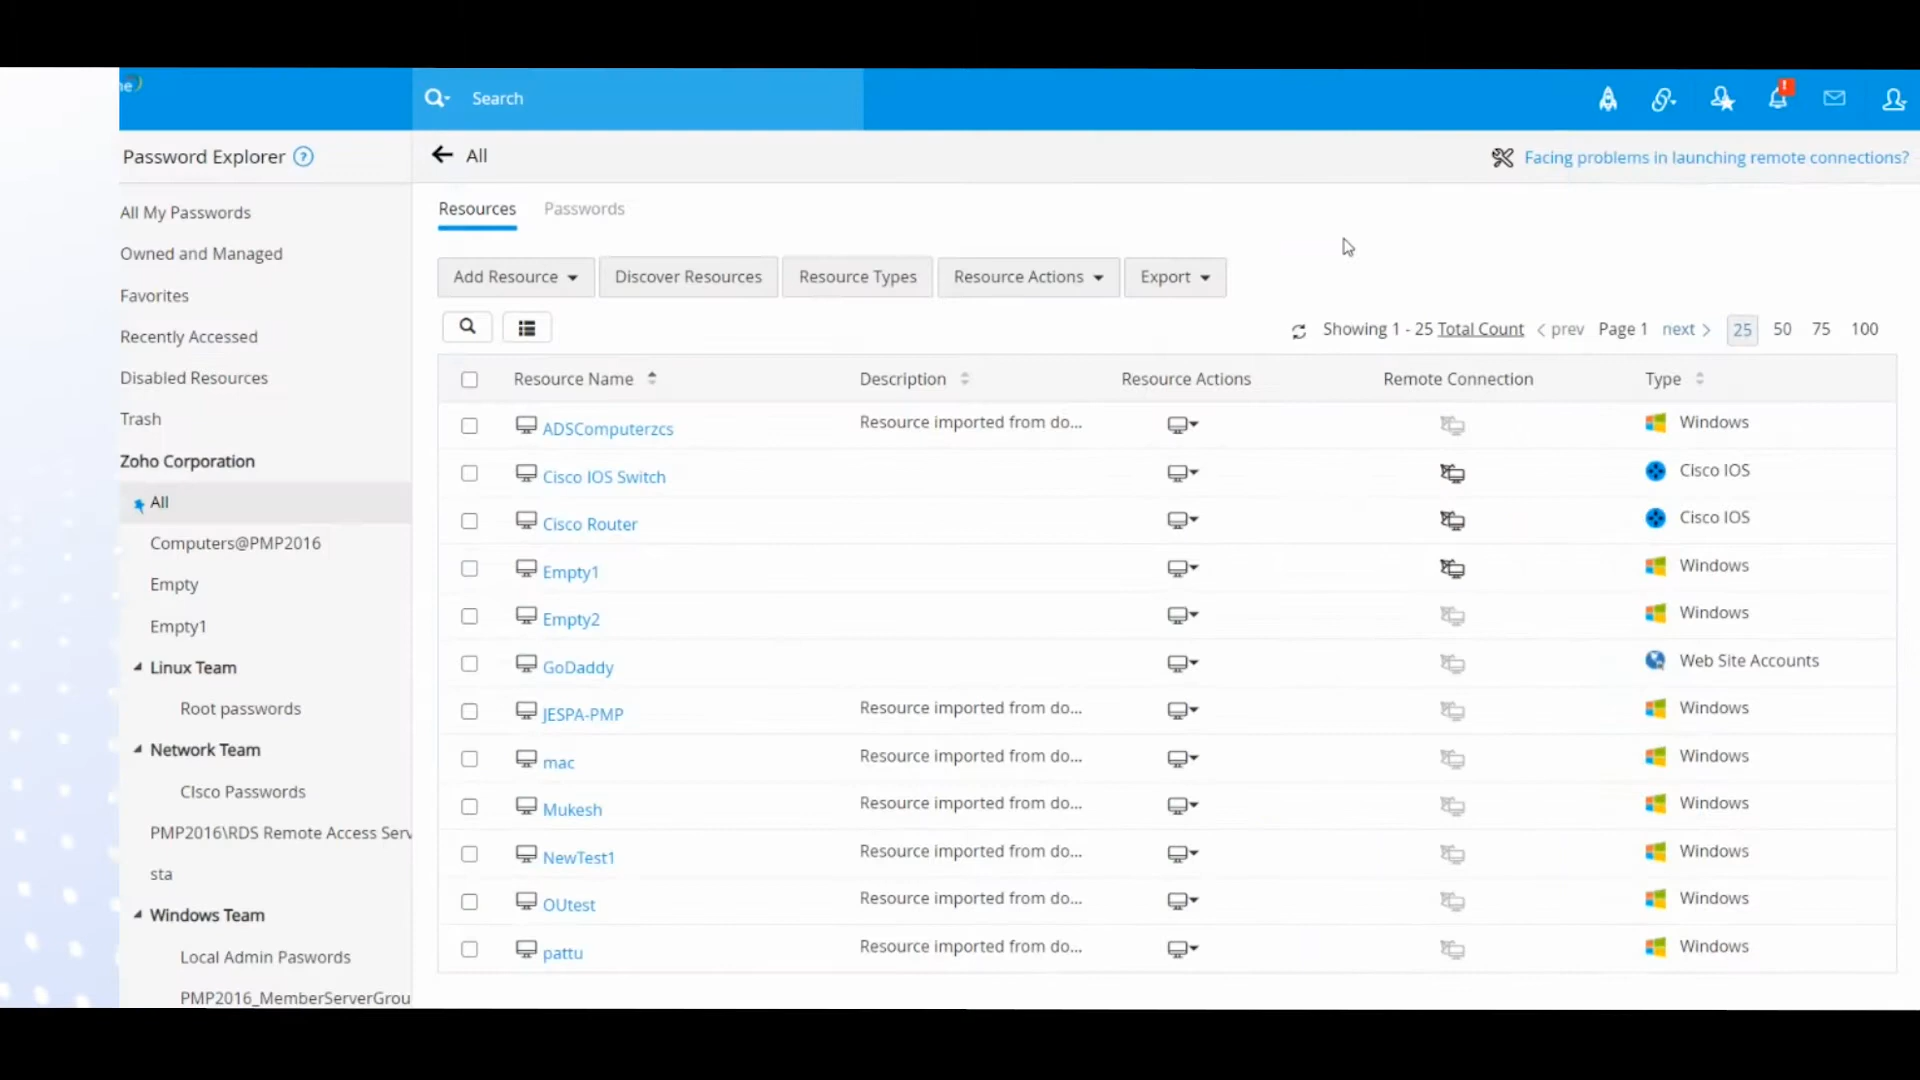 ne
Search
!
Password Explorer ?
All
Facing problems in launching remote connections?
All My Passwords
Owned and Managed
Favorites
Recently Accessed
Disabled Resources
Trash
Zoho Corporation
All
Computers@PMP2016
Empty
Empty1
Linux Team
Root passwords
Network Team
CIsco Passwords
PMP2016\RDS Remote Access Serv
sta
Windows Team
Local Admin Paswords
PMP2016_MemberServerGrou
Resources Passwords
Add Resource Discover Resources Resource Types Resource Actions Export
Showing 1 - 25 Total Count prev Page 1 next 25 50 75 100
Resource Name Description Resource Actions Remote Connection Type
ADSComputerzcs Resource imported from do... Windows
Cisco IOS Switch Cisco IOS
Cisco Router Cisco IOS
Empty1 Windows
Empty2 Windows
GoDaddy Web Site Accounts
JESPA-PMP Resource imported from do... Windows
mac Resource imported from do... Windows
Mukesh Resource imported from do... Windows
NewTest1 Resource imported from do... Windows
OUtest Resource imported from do... Windows
pattu Resource imported from do... Windows